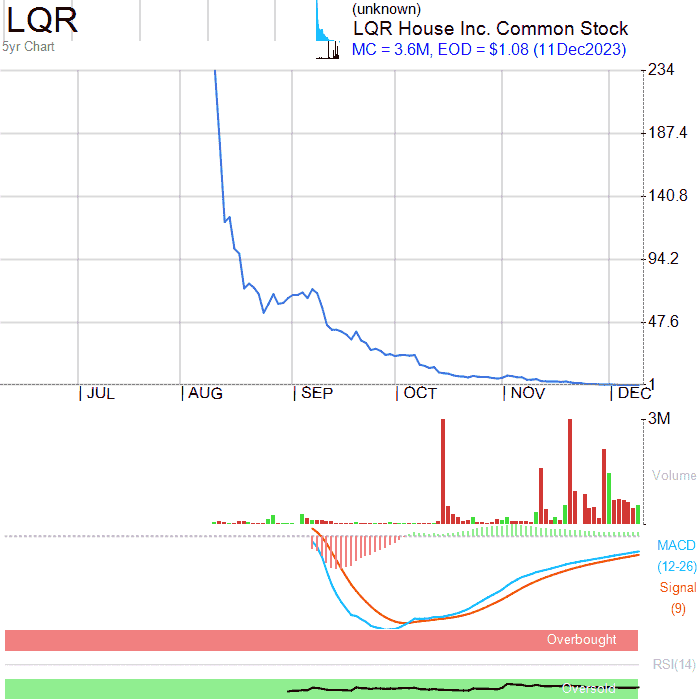 LQR
(unknown)
LQR House Inc. Common Stock
5yr Chart
MC = 3.6M, EOD = $1.08 (11Dec2023)
234
187.4
140.8
94.2
47.6
1
JUL AUG SEP OCT NOV DEC
3M
Volume
MACD
(12-26)
Signal
(9)
Overbought
RSI(14)
Oversold